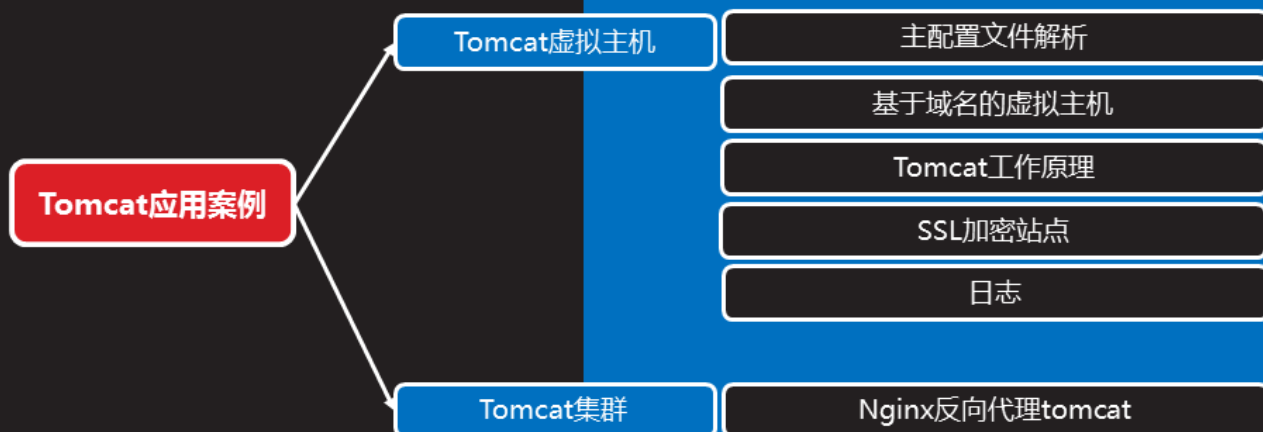 Tomcat应用案例
Tomcat虚拟主机
主配置文件解析
基于域名的虚拟主机
Tomcat工作原理
SSL加密站点
日志
Tomcat集群
Nginx反向代理tomcat